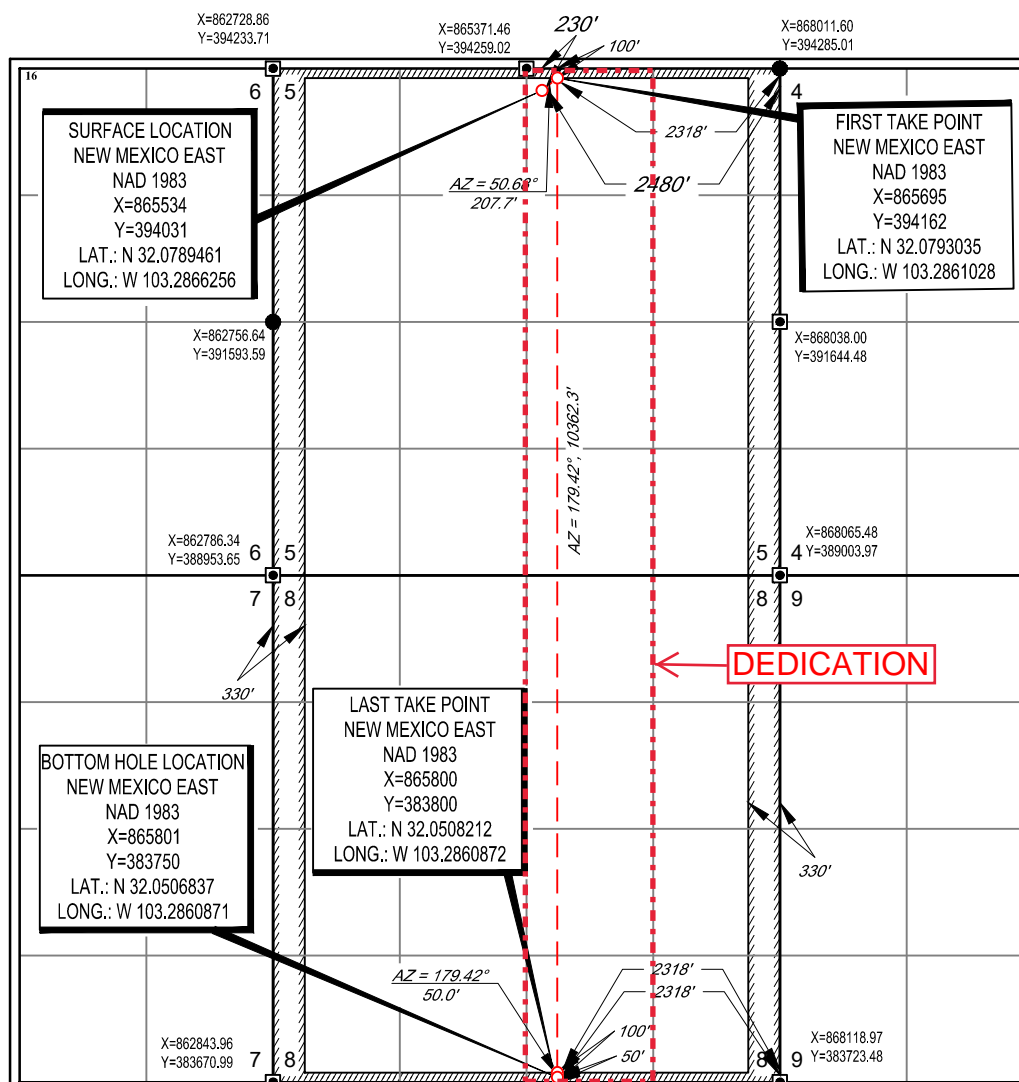 X=862728.86
Y=394233.71
X=865371.46
Y=394259.02
230'
100'
X=868011.60
Y=394285.01
16
6
5
4
SURFACE LOCATION
NEW MEXICO EAST
NAD 1983
X=865534
Y=394031
LAT.: N 32.0789461
LONG.: W 103.2866256
2318'
AZ = 50.68°
207.7'
2480'
FIRST TAKE POINT
NEW MEXICO EAST
NAD 1983
X=865695
Y=394162
LAT.: N 32.0793035
LONG.: W 103.2861028
X=862756.64
Y=391593.59
X=868038.00
Y=391644.48
AZ = 179.42°, 10362.3'
X=862786.34
Y=388953.65
6
5
5
4
X=868065.48
Y=389003.97
7
8
8
9
330'
DEDICATION
LAST TAKE POINT
NEW MEXICO EAST
NAD 1983
X=865800
Y=383800
LAT.: N 32.0508212
LONG.: W 103.2860872
BOTTOM HOLE LOCATION
NEW MEXICO EAST
NAD 1983
X=865801
Y=383750
LAT.: N 32.0506837
LONG.: W 103.2860871
330'
AZ = 179.42°
50.0'
2318'
2318'
100'
50'
X=862843.96
Y=383670.99
7
8
8
9
X=868118.97
Y=383723.48